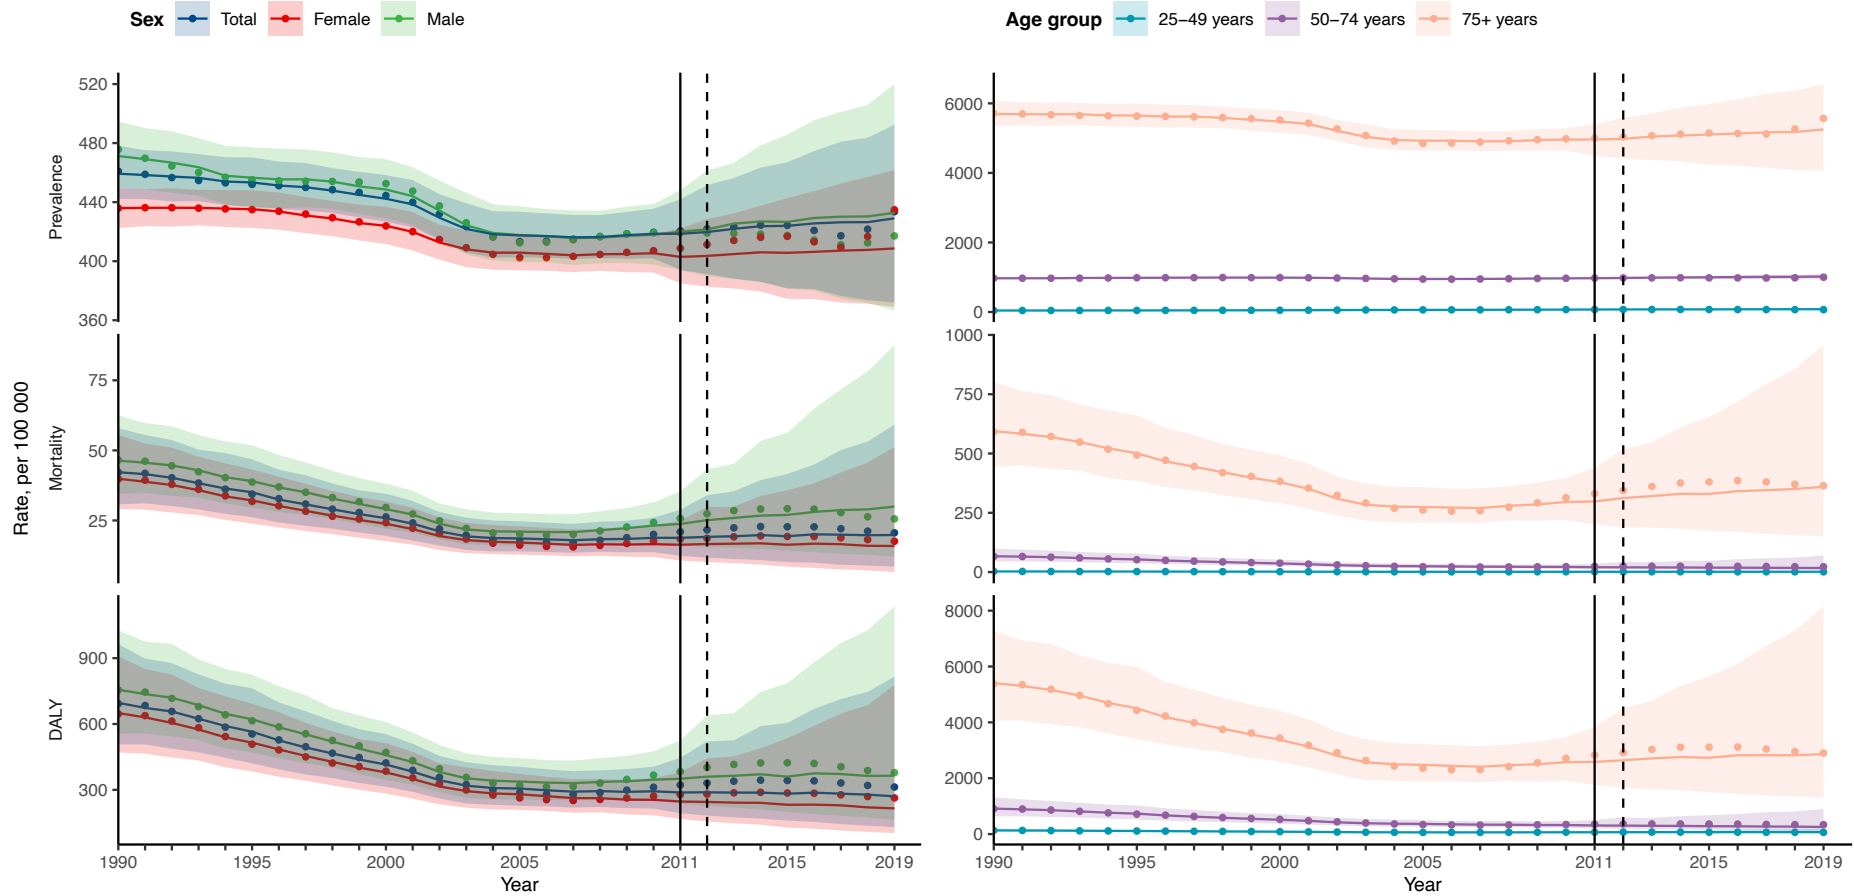 Sex Total Female Male
Age group 25−49 years 50−74 years 75+ years
Rate, per 100 000
Prevalence
520
480
440
400
360
Mortality
75
50
25
DALY
900
600
300
1990 1995 2000 2005 2011 2015 2019
Year
6000
4000
2000
0
1000
750
500
250
0
8000
6000
4000
2000
0
1990 1995 2000 2005 2011 2015 2019
Year